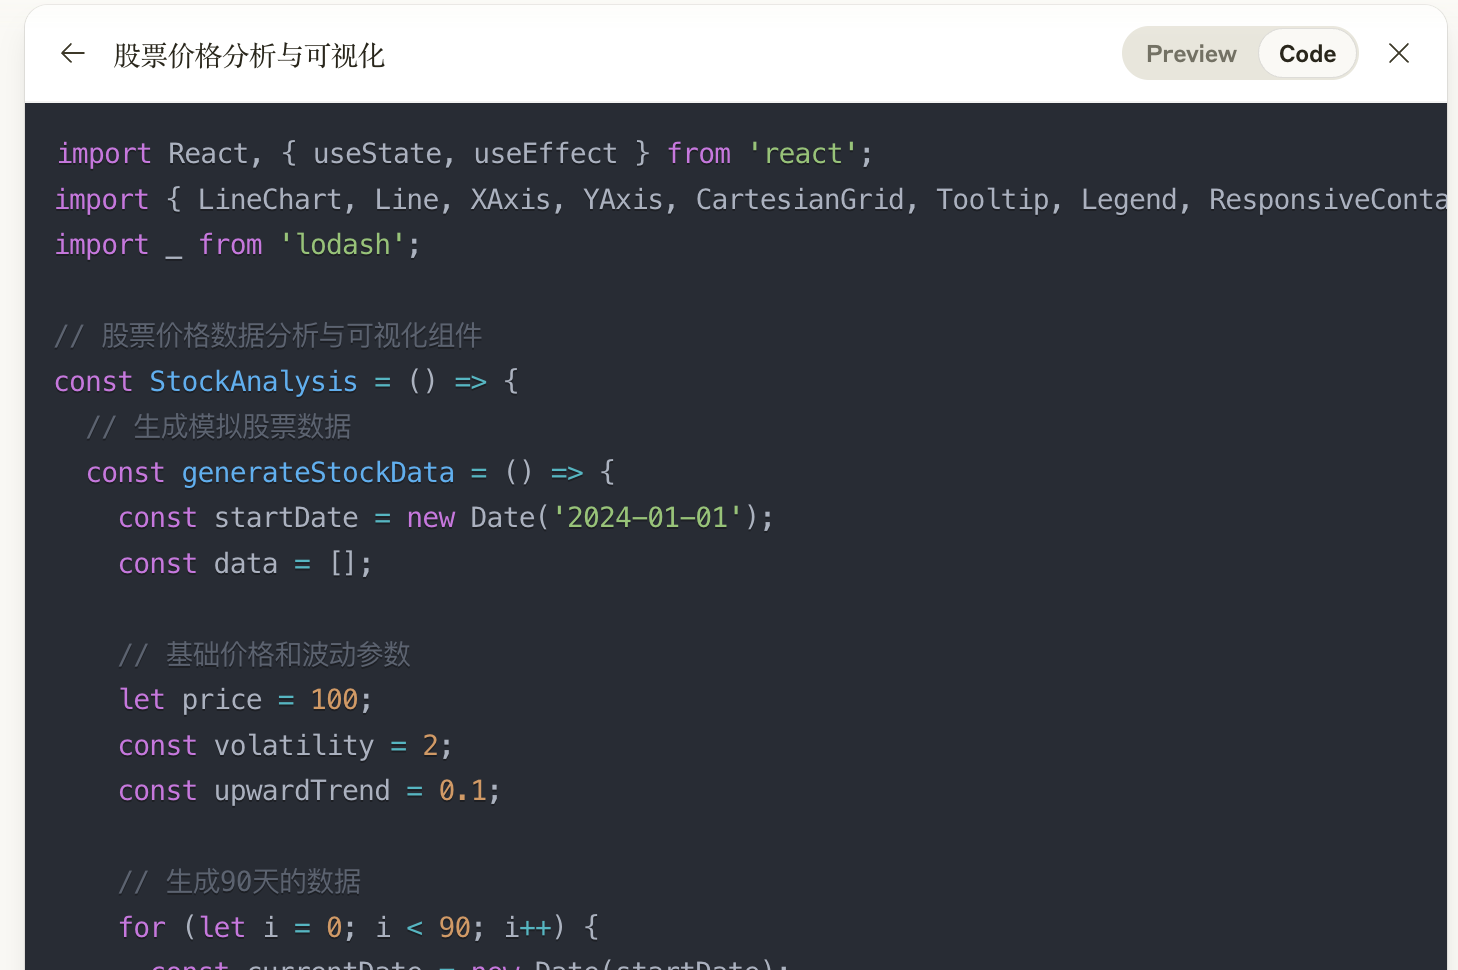 股票价格分析与可视化
Preview
Code
import React, { useState, useEffect } from 'react';
import { LineChart, Line, XAxis, YAxis, CartesianGrid, Tooltip, Legend, ResponsiveConta
import _ from 'lodash';
// 股票价格数据分析与可视化组件
const StockAnalysis = () => {
  // 生成模拟股票数据
  const generateStockData = () => {
    const startDate = new Date('2024-01-01');
    const data = [];
    // 基础价格和波动参数
    let price = 100;
    const volatility = 2;
    const upwardTrend = 0.1;
    // 生成90天的数据
    for (let i = 0; i < 90; i++) {
      const currentDate = new Date(startDate);